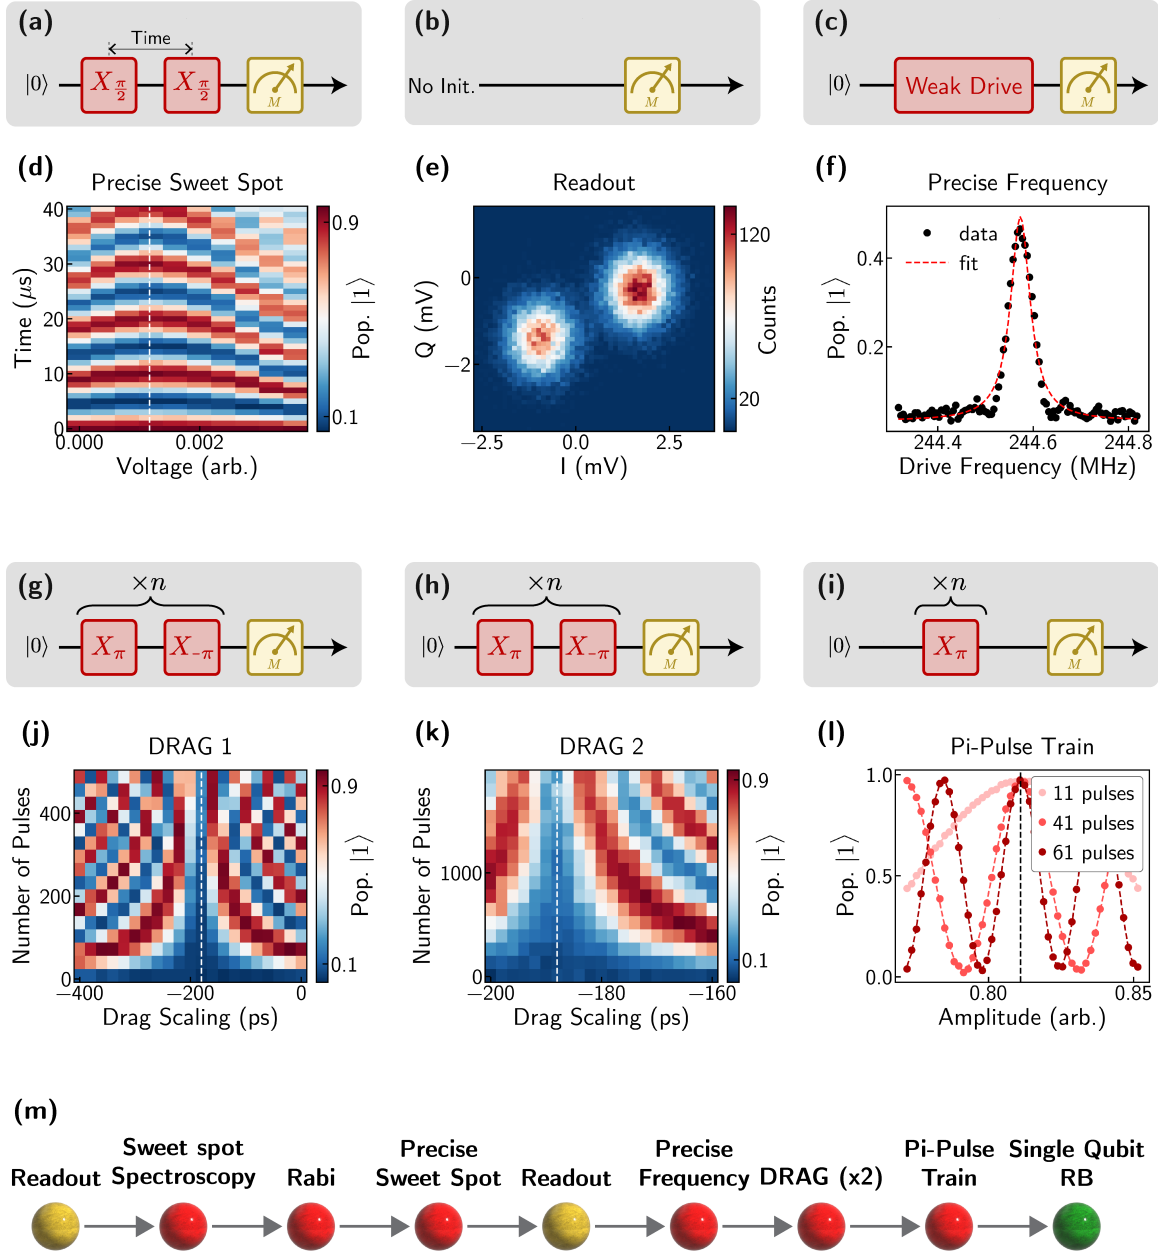 (a)
Time
|0⟩
X π/2
X π/2
M
(b)
No Init.
M
(c)
|0⟩
Weak Drive
M
(d)
Precise Sweet Spot
40
30
20
10
0
Time (μs)
0.000
0.002
Voltage (arb.)
0.9
0.1
Pop. |1⟩
(e)
Readout
0
−2
Q (mV)
−2.5
0.0
2.5
I (mV)
120
20
Counts
(f)
Precise Frequency
data
fit
0.4
0.2
Pop. |1⟩
244.4
244.6
244.8
Drive Frequency (MHz)
(g)
×n
|0⟩
Xπ
X-π
M
(h)
×n
|0⟩
Xπ
X-π
M
(i)
×n
|0⟩
Xπ
M
(j)
DRAG 1
400
200
0
Number of Pulses
−400
−200
0
Drag Scaling (ps)
0.9
0.1
Pop. |1⟩
(k)
DRAG 2
1000
0
Number of Pulses
−200
−180
−160
Drag Scaling (ps)
0.9
0.1
Pop. |1⟩
(l)
Pi-Pulse Train
11 pulses
41 pulses
61 pulses
1.0
0.5
0.0
Pop. |1⟩
0.80
0.85
Amplitude (arb.)
(m)
Readout
Sweet spot
Spectroscopy
Rabi
Precise
Sweet Spot
Readout
Precise
Frequency
DRAG (x2)
Pi-Pulse
Train
Single Qubit
RB